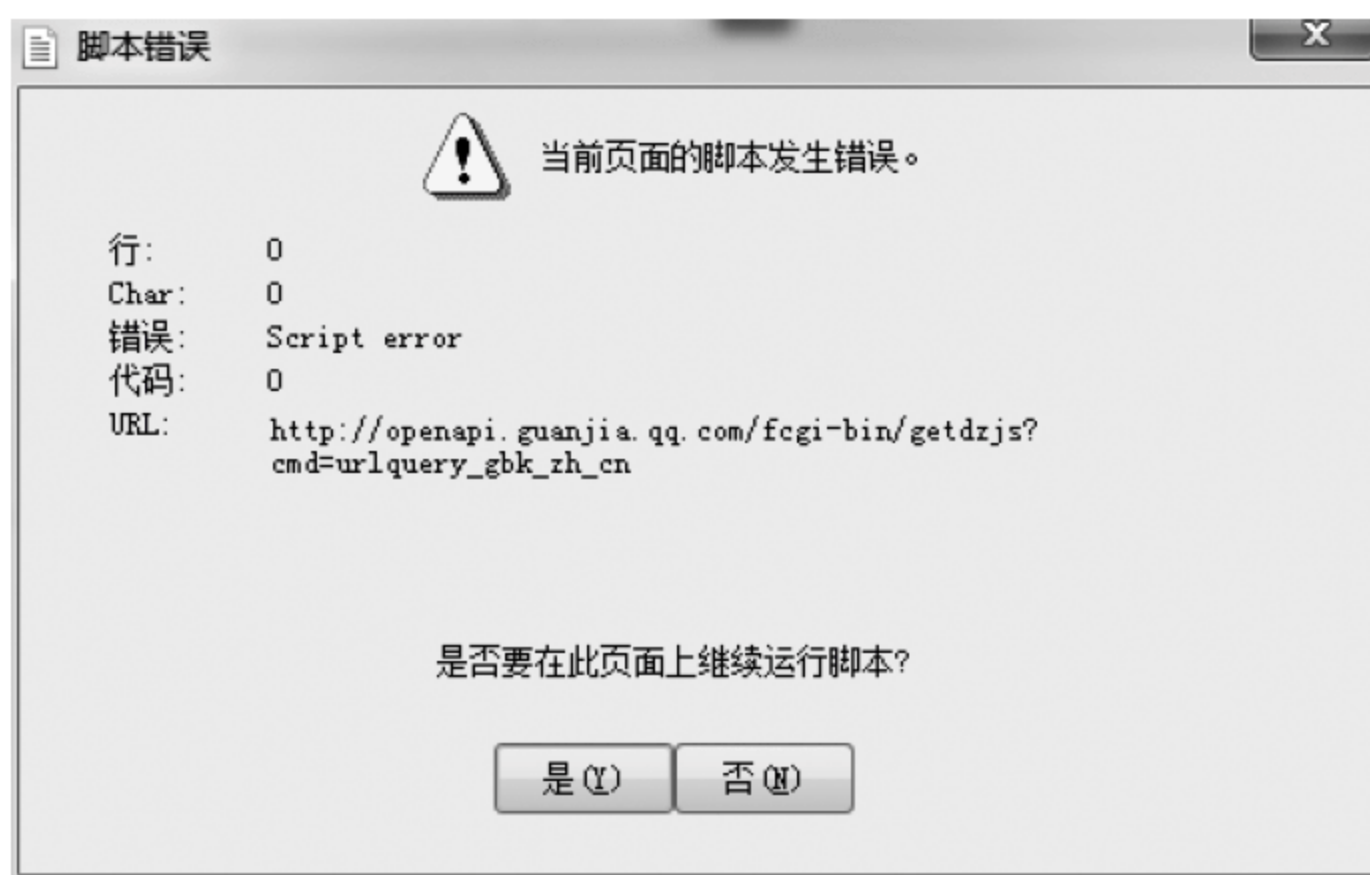 脚本错误
当前页面的脚本发生错误。
行: 0
Char: 0
错误: Script error
代码: 0
URL: http://openapi.guanjia.qq.com/fcgi-bin/getdzjs?
cmd=urlquery_gbk_zh_cn
是否要在此页面上继续运行脚本?
是(Y) 否(N)